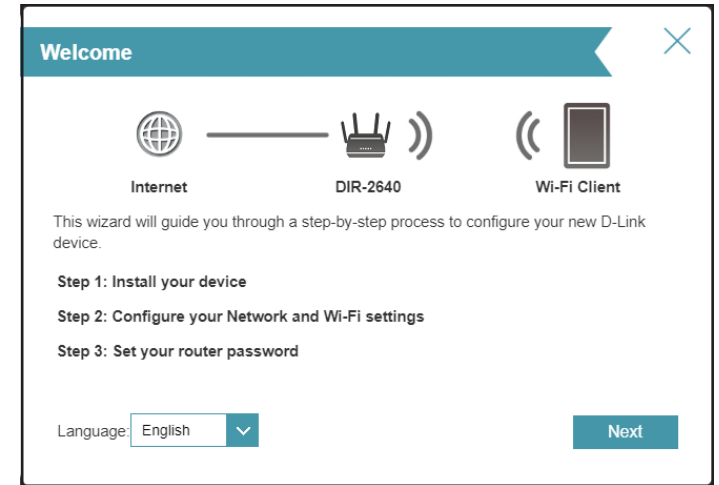 Welcome
Internet
DIR-2640
Wi-Fi Client
This wizard will guide you through a step-by-step process to configure your new D-Link
device.
Step 1: Install your device
Step 2: Configure your Network and Wi-Fi settings
Step 3: Set your router password
Language: English
Next